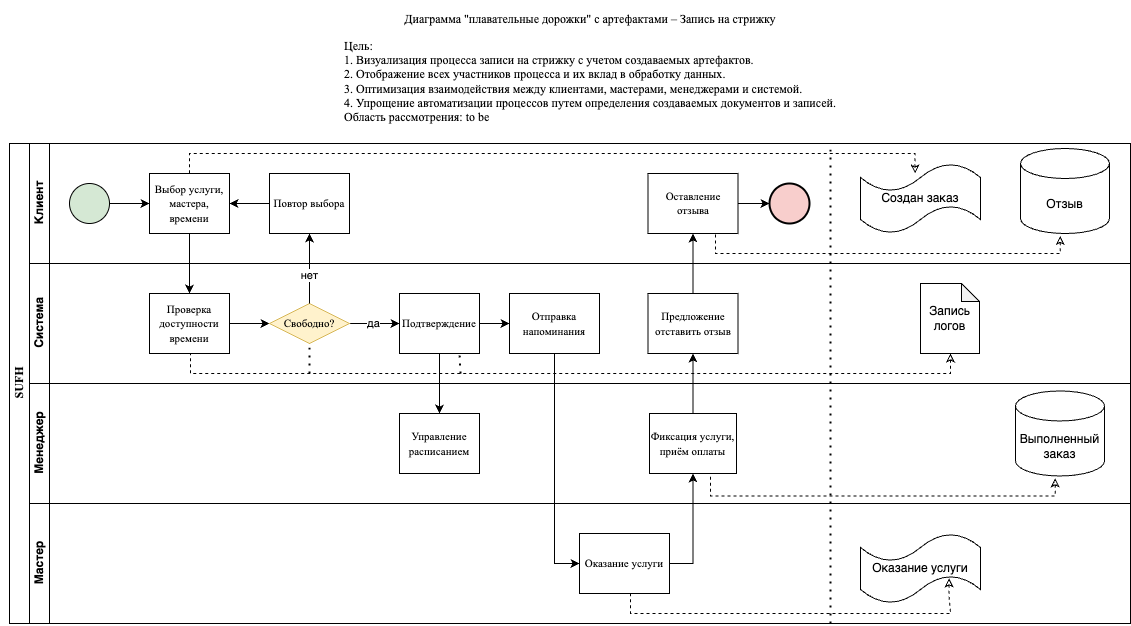 Диаграмма "плавательные дорожки" с артефактами – Запись на стрижку
Цель:
1. Визуализация процесса записи на стрижку с учетом создаваемых артефактов.
2. Отображение всех участников процесса и их вклад в обработку данных.
3. Оптимизация взаимодействия между клиентами, мастерами, менеджерами и системой.
4. Упрощение автоматизации процессов путем определения создаваемых документов и записей.
Область рассмотрения: to be
SUFH
Клиент
Выбор услуги,
мастера,
времени
Повтор выбора
Оставление
отзыва
Создан заказ
Отзыв
нет
Система
Проверка
доступности
времени
Свободно?
да
Подтверждение
Отправка
напоминания
Предложение
отставить отзыв
Запись
логов
Менеджер
Управление
расписанием
Фиксация услуги,
приём оплаты
Выполненный
заказ
Мастер
Оказание услуги
Оказание услуги